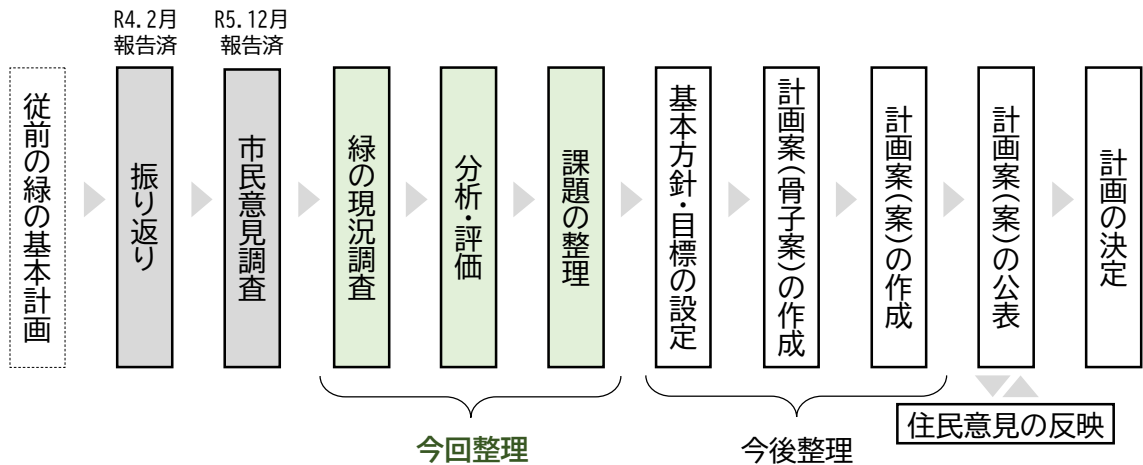 R4.2月
報告済
R5.12月
報告済
従前の緑の基本計画
振り返り
市民意見調査
緑の現況調査
分析・評価
課題の整理
基本方針・目標の設定
計画案(骨子案)の作成
計画案(案)の作成
計画案(案)の公表
計画の決定
今回整理
今後整理
住民意見の反映